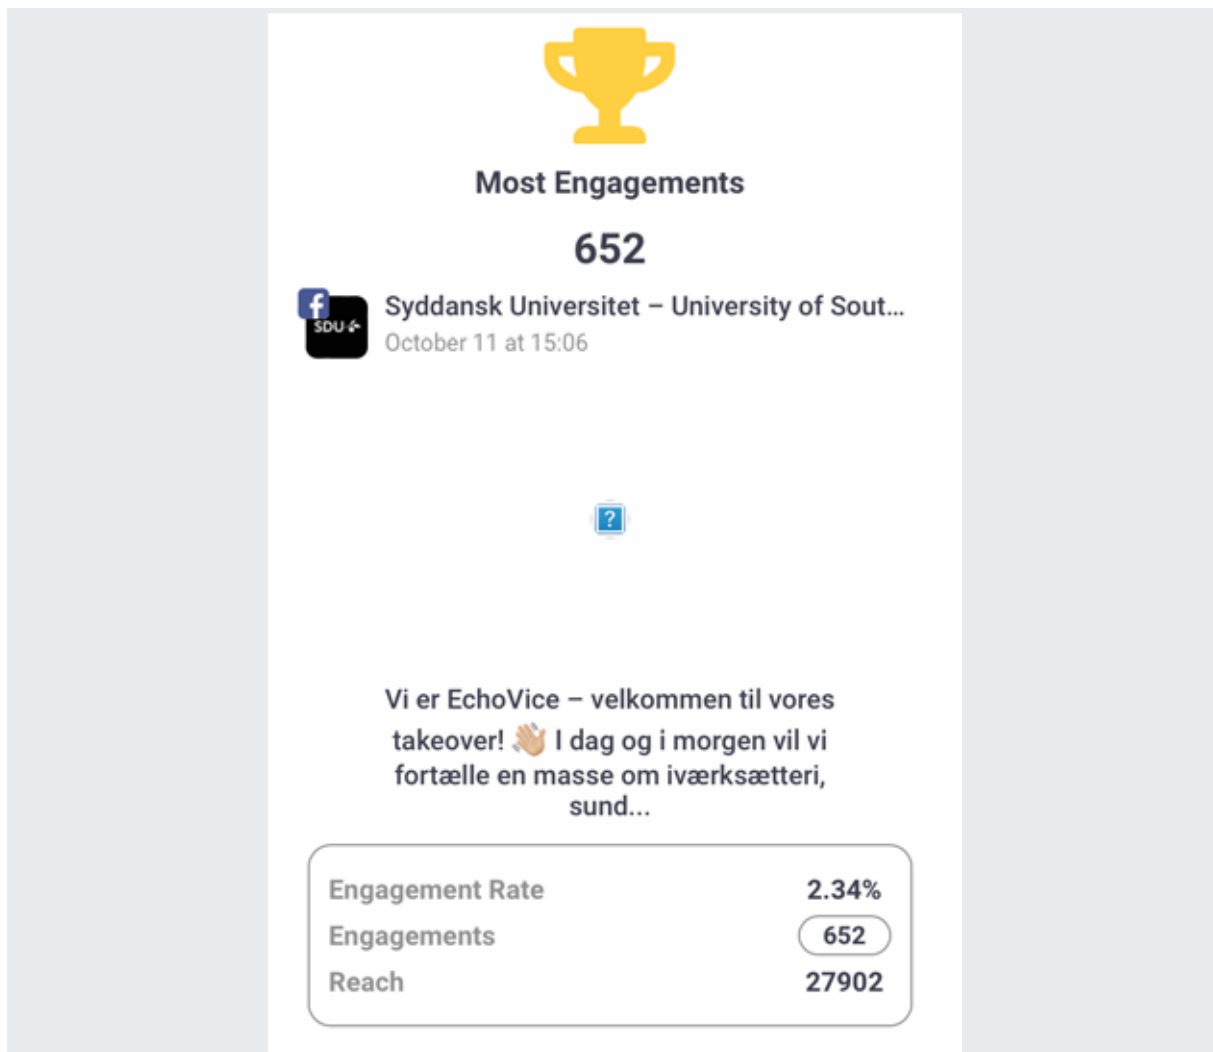 Most Engagements
652
f
SDU
Syddansk Universitet – University of Sout...
October 11 at 15:06
?
Vi er EchoVice – velkommen til vores
takeover! 👋🏼 I dag og i morgen vil vi
fortælle en masse om iværksætteri,
sund...
Engagement Rate 2.34%
Engagements 652
Reach 27902